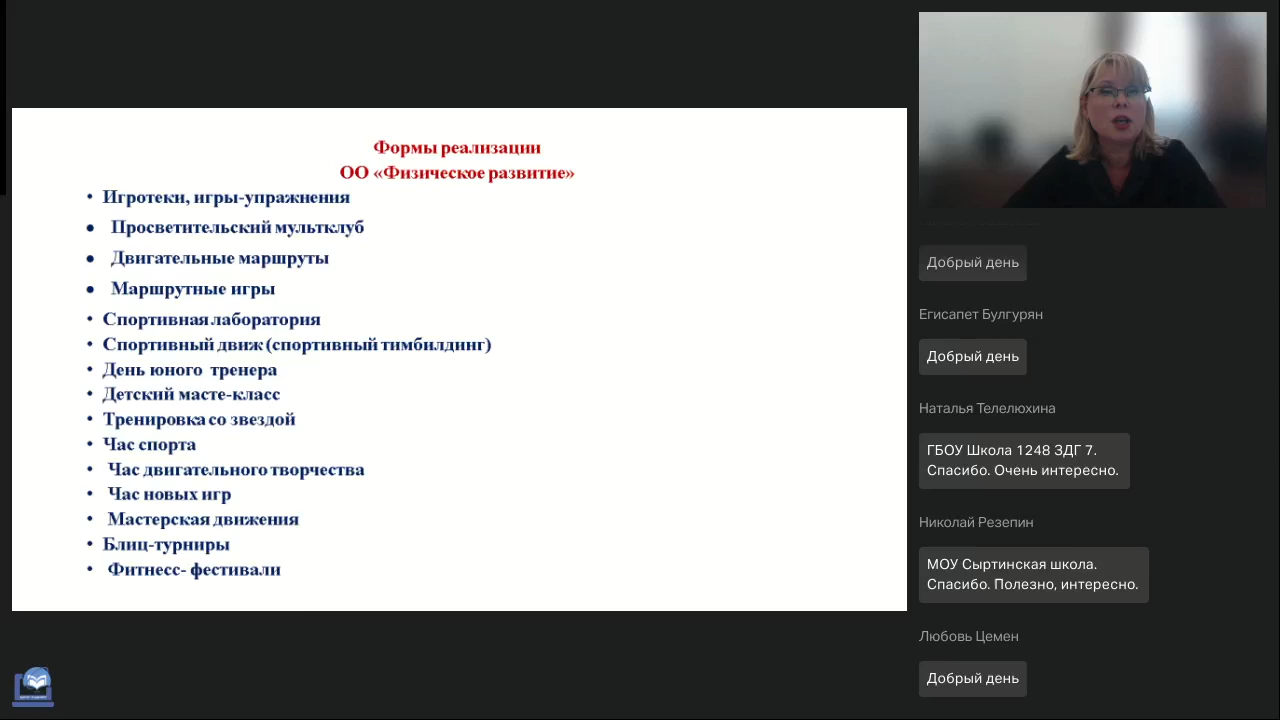 Формы реализации
ОО «Физическое развитие»
• Игротеки, игры-упражнения
• Просветительский мультклуб
• Двигательные маршруты
• Маршрутные игры
• Спортивная лаборатория
• Спортивный движ (спортивный тимбилдинг)
• День юного тренера
• Детский масте-класс
• Тренировка со звездой
• Час спорта
• Час двигательного творчества
• Час новых игр
• Мастерская движения
• Блиц-турниры
• Фитнесс- фестивали
Добрый день
Егисапет Булгурян
Добрый день
Наталья Телелюхина
ГБОУ Школа 1248 ЗДГ 7.
Спасибо. Очень интересно.
Николай Резепин
МОУ Сыртинская школа.
Спасибо. Полезно, интересно.
Любовь Цемен
Добрый день